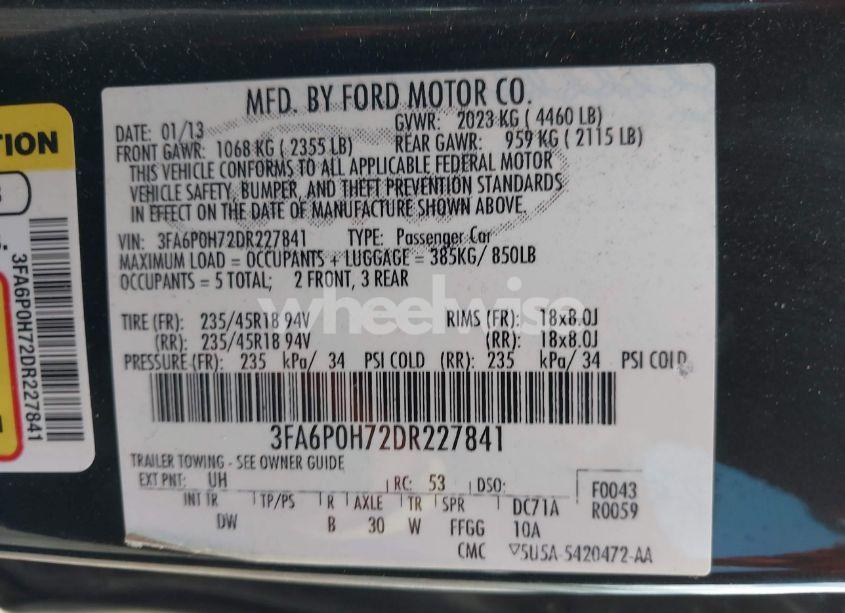 MFD. BY FORD MOTOR CO.
DATE: 01/13 GVWR: 2023 KG ( 4460 LB)
FRONT GAWR: 1068 KG ( 2355 LB) REAR GAWR: 959 KG ( 2115 LB)
THIS VEHICLE CONFORMS TO ALL APPLICABLE FEDERAL MOTOR
VEHICLE SAFETY, BUMPER, AND THEFT PREVENTION STANDARDS
IN EFFECT ON THE DATE OF MANUFACTURE SHOWN ABOVE.
VIN: 3FA6P0H72DR227841 TYPE: Passenger Car
MAXIMUM LOAD = OCCUPANTS + LUGGAGE = 385KG/ 850LB
OCCUPANTS = 5 TOTAL; 2 FRONT, 3 REAR
wheelwise
TIRE (FR): 235/45R18 94V RIMS (FR): 18x8.0J
(RR): 235/45R18 94V (RR): 18x8.0J
PRESSURE (FR): 235 kPa/ 34 PSI COLD (RR): 235 kPa/ 34 PSI COLD
3FA6P0H72DR227841
TRAILER TOWING - SEE OWNER GUIDE
EXT PNT: UH RC: 53 DSO: F0043
INT TR TP/PS R AXLE TR SPR DC71A R0059
DW B 30 W FFGG 10A
CMC 5U5A-5420472-AA
TION
3FA6P0H72DR227841